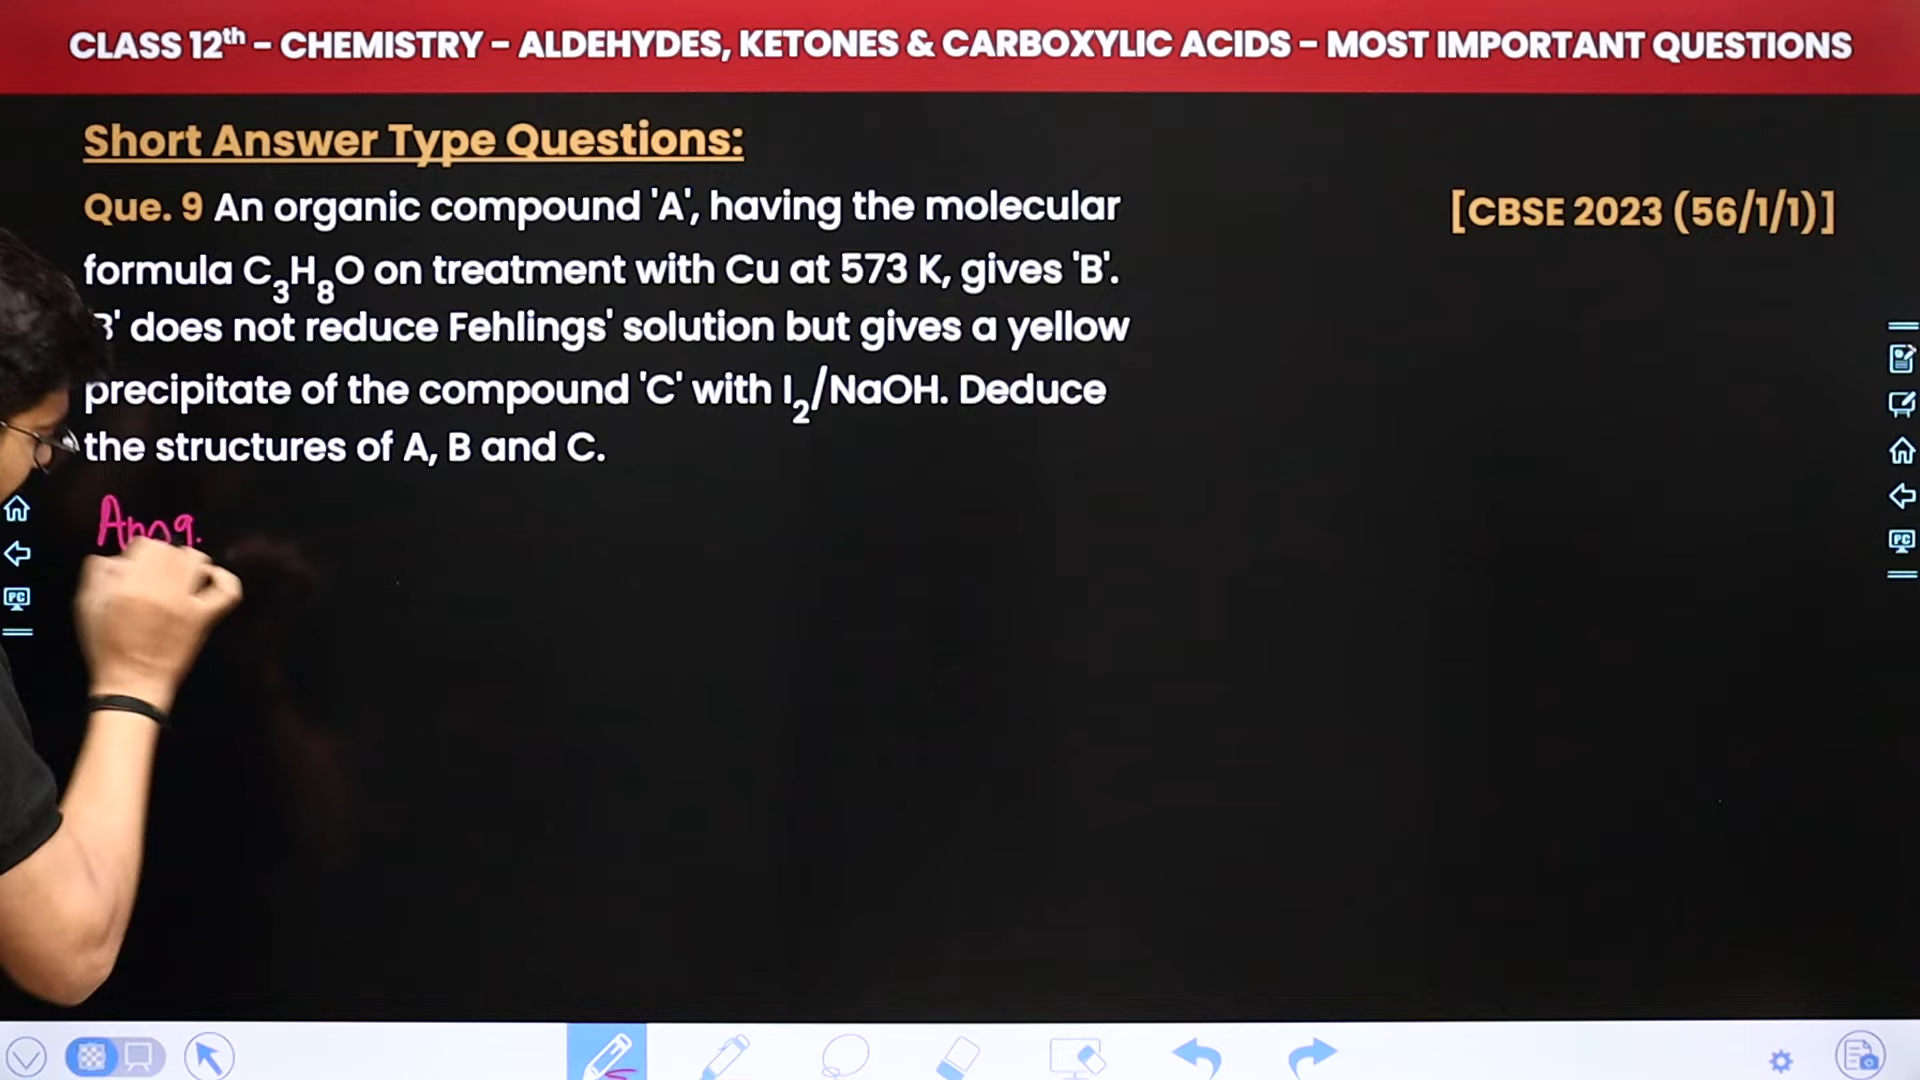 CLASS 12th – CHEMISTRY – ALDEHYDES, KETONES & CARBOXYLIC ACIDS – MOST IMPORTANT QUESTIONS
Short Answer Type Questions:
Que. 9 An organic compound 'A', having the molecular
[CBSE 2023 (56/1/1)]
formula C3H8O on treatment with Cu at 573 K, gives 'B'.
B' does not reduce Fehlings' solution but gives a yellow
precipitate of the compound 'C' with I2/NaOH. Deduce
the structures of A, B and C.
PC
PC